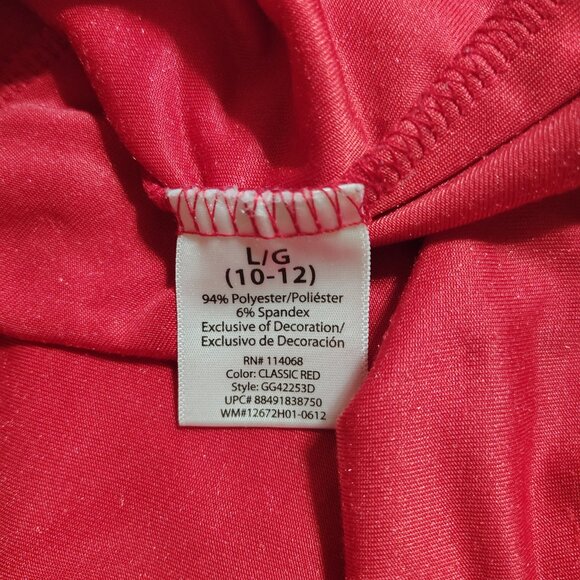 L/G
(10-12)
94% Polyester/Poliéster
6% Spandex
Exclusive of Decoration/
Exclusivo de Decoración
RN# 114068
Color: CLASSIC RED
Style: GG42253D
UPC# 88491838750
WM#12672H01-0612